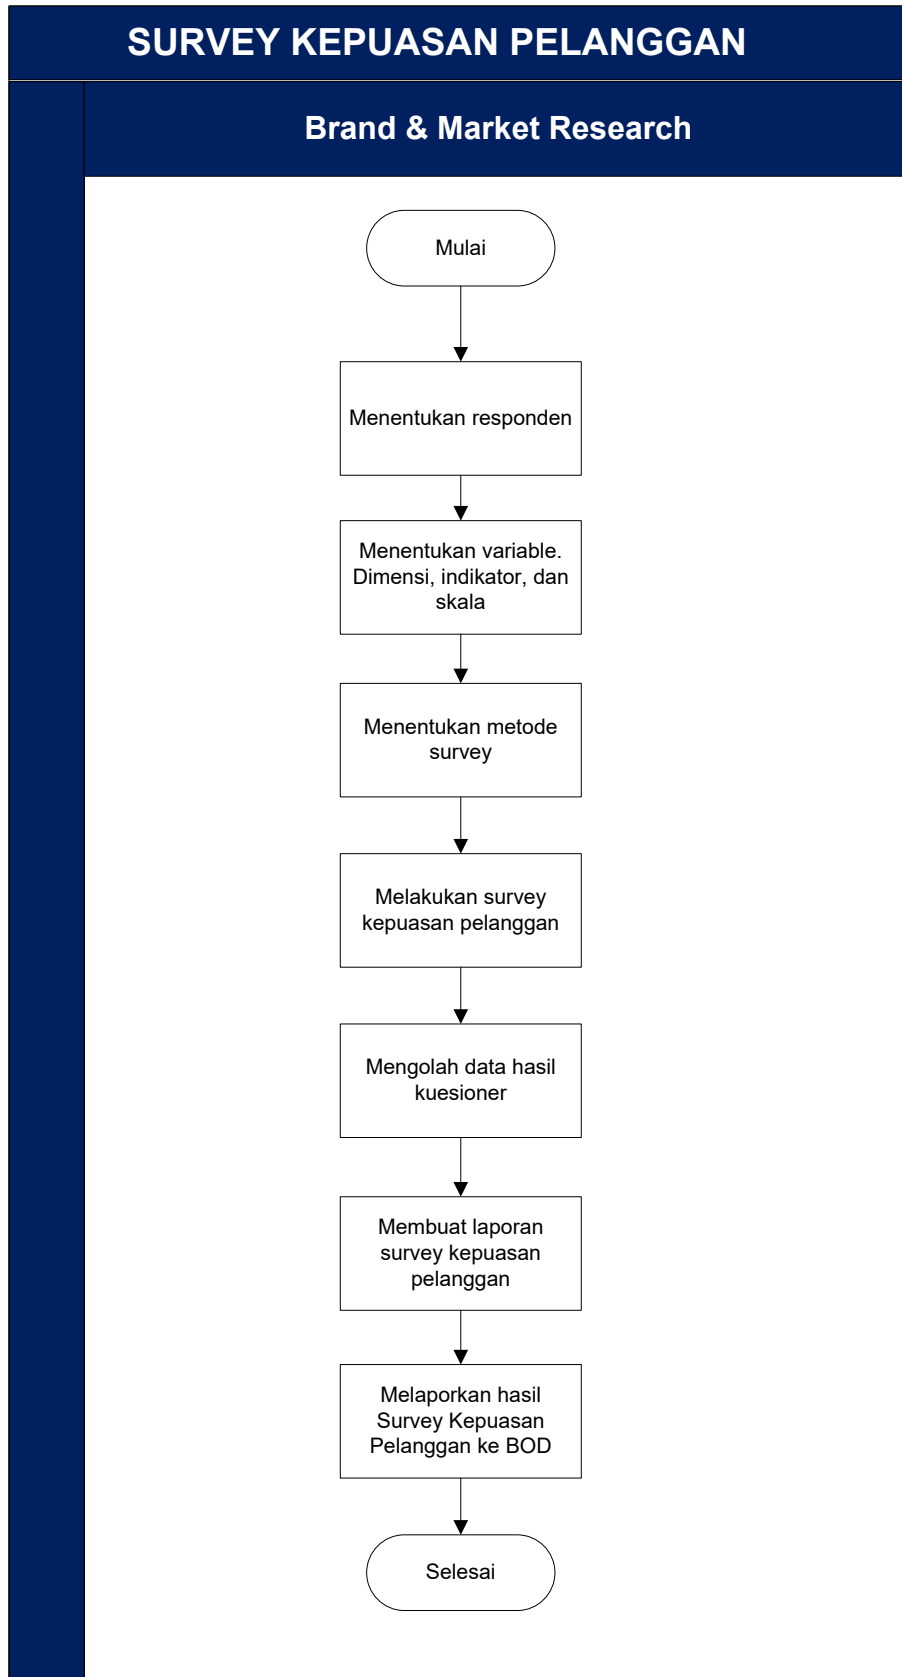 SURVEY KEPUASAN PELANGGAN
Brand & Market Research
Mulai
Menentukan responden
Menentukan variable.
Dimensi, indikator, dan
skala
Menentukan metode
survey
Melakukan survey
kepuasan pelanggan
Mengolah data hasil
kuesioner
Membuat laporan
survey kepuasan
pelanggan
Melaporkan hasil
Survey Kepuasan
Pelanggan ke BOD
Selesai